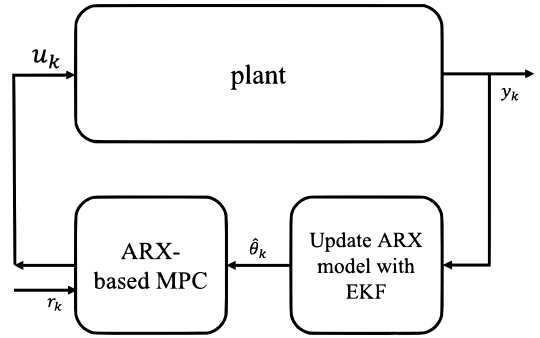 u_k
plant
y_k
ARX-
based MPC
θ̂_k
Update ARX
model with
EKF
r_k